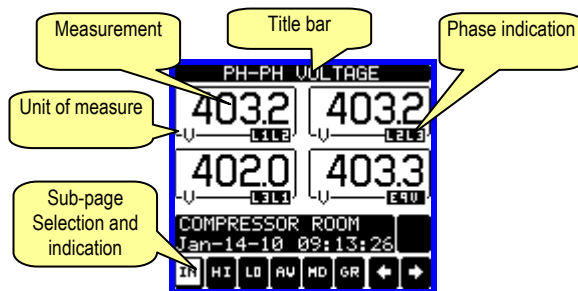 Measurement
Title bar
Phase indication
PH-PH VOLTAGE
403.2 403.2
Unit of measure
V L1L2 V L2L3
402.0 403.3
V L3L1 V EQV
Sub-page
Selection and
indication
COMPRESSOR ROOM
Jan-14-10 09:13:26
IN HI LO AV MD GR